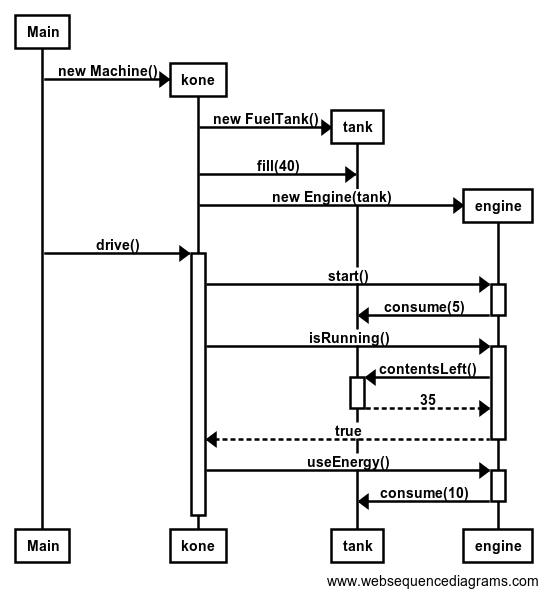 Main
new Machine()
kone
new FuelTank()
tank
fill(40)
new Engine(tank)
engine
drive()
start()
consume(5)
isRunning()
contentsLeft()
35
true
useEnergy()
consume(10)
Main
kone
tank
engine
www.websequencediagrams.com